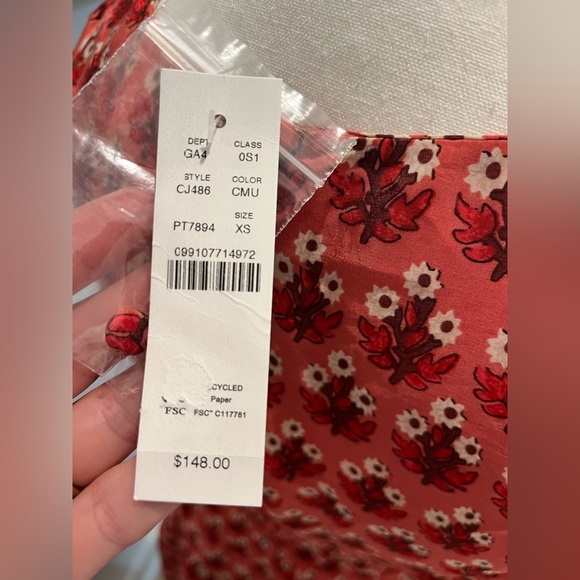 DEPT CLASS
GA4 0S1
STYLE COLOR
CJ486 CMU
SIZE
PT7894 XS
099107714972
CYCLED
Paper
FSC FSC® C117781
$148.00